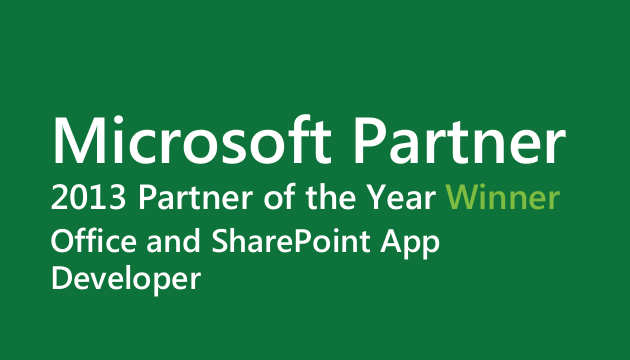 Microsoft Partner
2013 Partner of the Year Winner
Office and SharePoint App
Developer